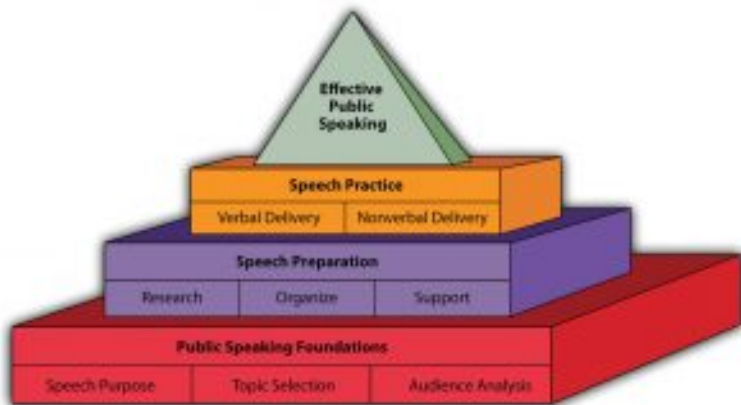 Effective
Public
Speaking
Speech Practice
Verbal Delivery Nonverbal Delivery
Speech Preparation
Research Organize Support
Public Speaking Foundations
Speech Purpose Topic Selection Audience Analysis